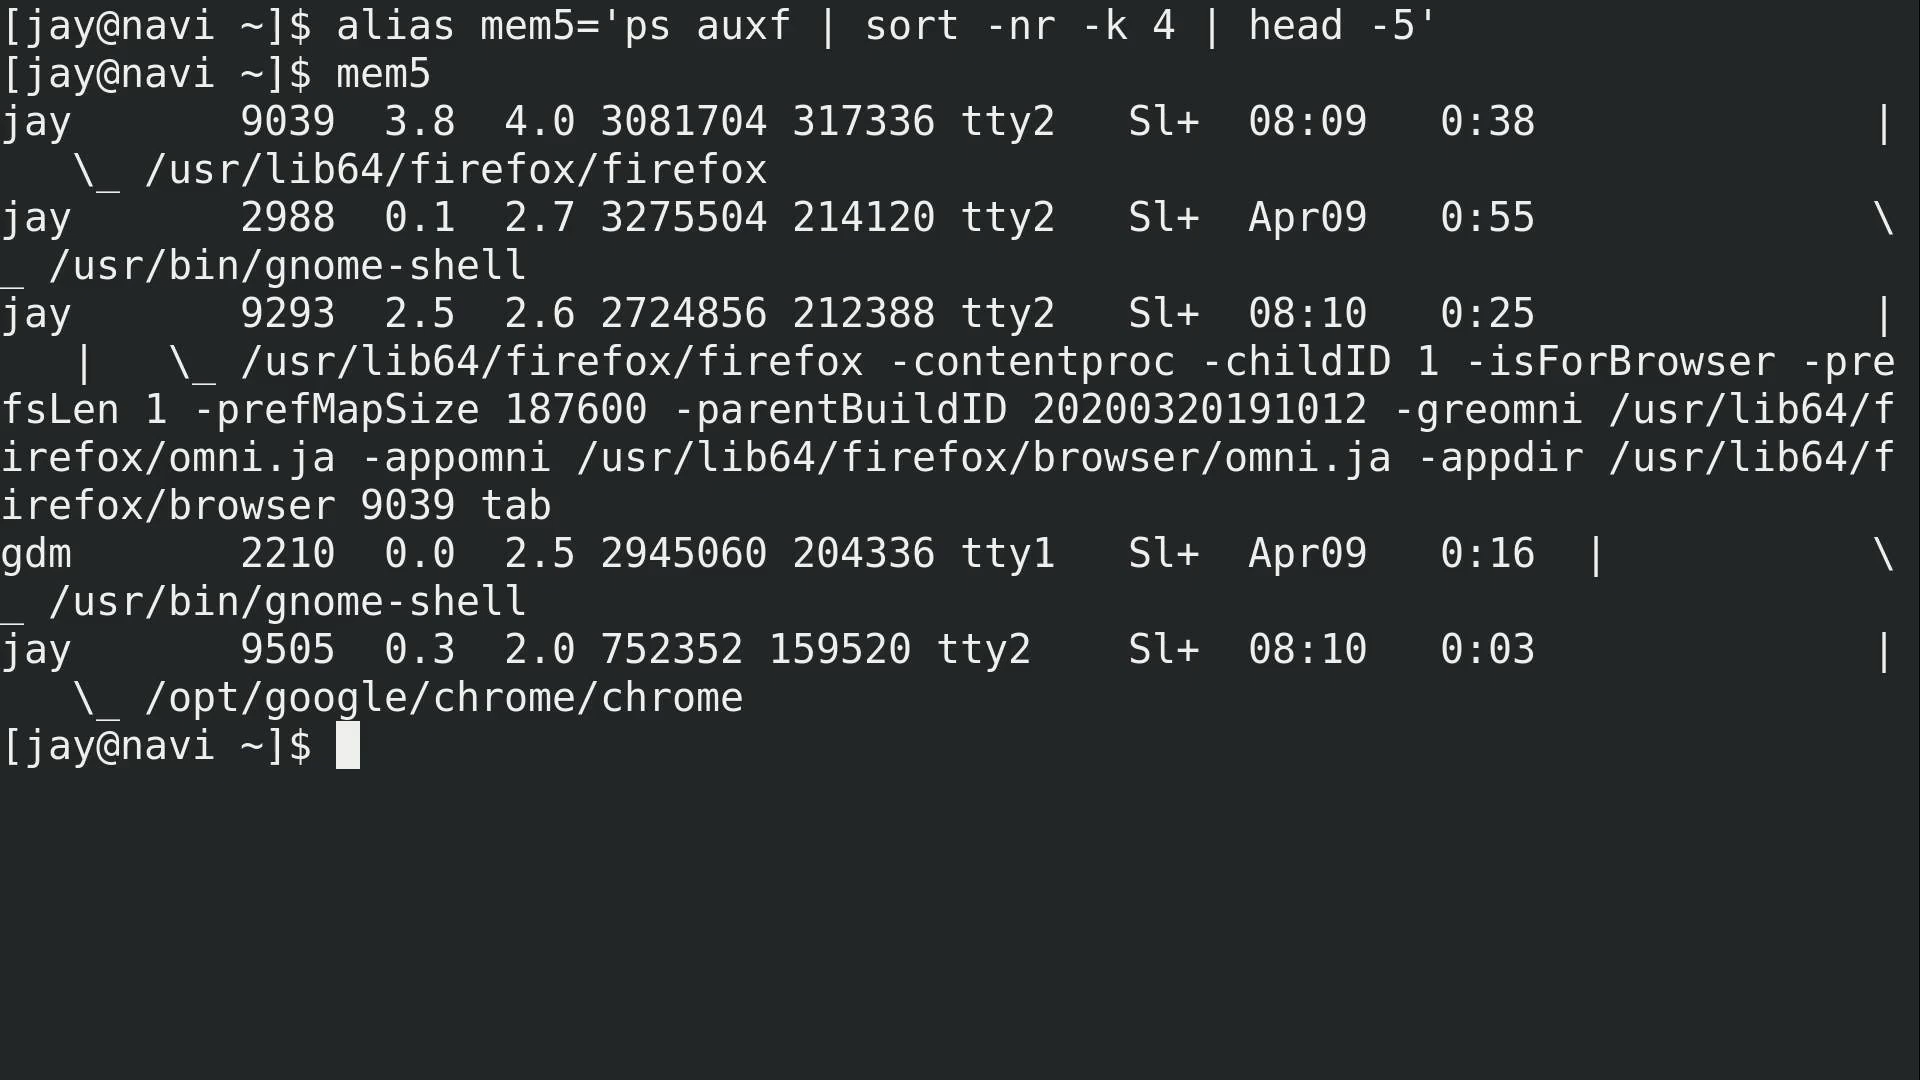 [jay@navi ~]$ alias mem5='ps auxf | sort -nr -k 4 | head -5'
[jay@navi ~]$ mem5
jay       9039  3.8  4.0 3081704 317336 tty2   Sl+  08:09   0:38              |
   \_ /usr/lib64/firefox/firefox
jay       2988  0.1  2.7 3275504 214120 tty2   Sl+  Apr09   0:55              \
_ /usr/bin/gnome-shell
jay       9293  2.5  2.6 2724856 212388 tty2   Sl+  08:10   0:25              |
   |   \_ /usr/lib64/firefox/firefox -contentproc -childID 1 -isForBrowser -pre
fsLen 1 -prefMapSize 187600 -parentBuildID 20200320191012 -greomni /usr/lib64/f
irefox/omni.ja -appomni /usr/lib64/firefox/browser/omni.ja -appdir /usr/lib64/f
irefox/browser 9039 tab
gdm       2210  0.0  2.5 2945060 204336 tty1   Sl+  Apr09   0:16  |           \
_ /usr/bin/gnome-shell
jay       9505  0.3  2.0 752352 159520 tty2    Sl+  08:10   0:03              |
   \_ /opt/google/chrome/chrome
[jay@navi ~]$